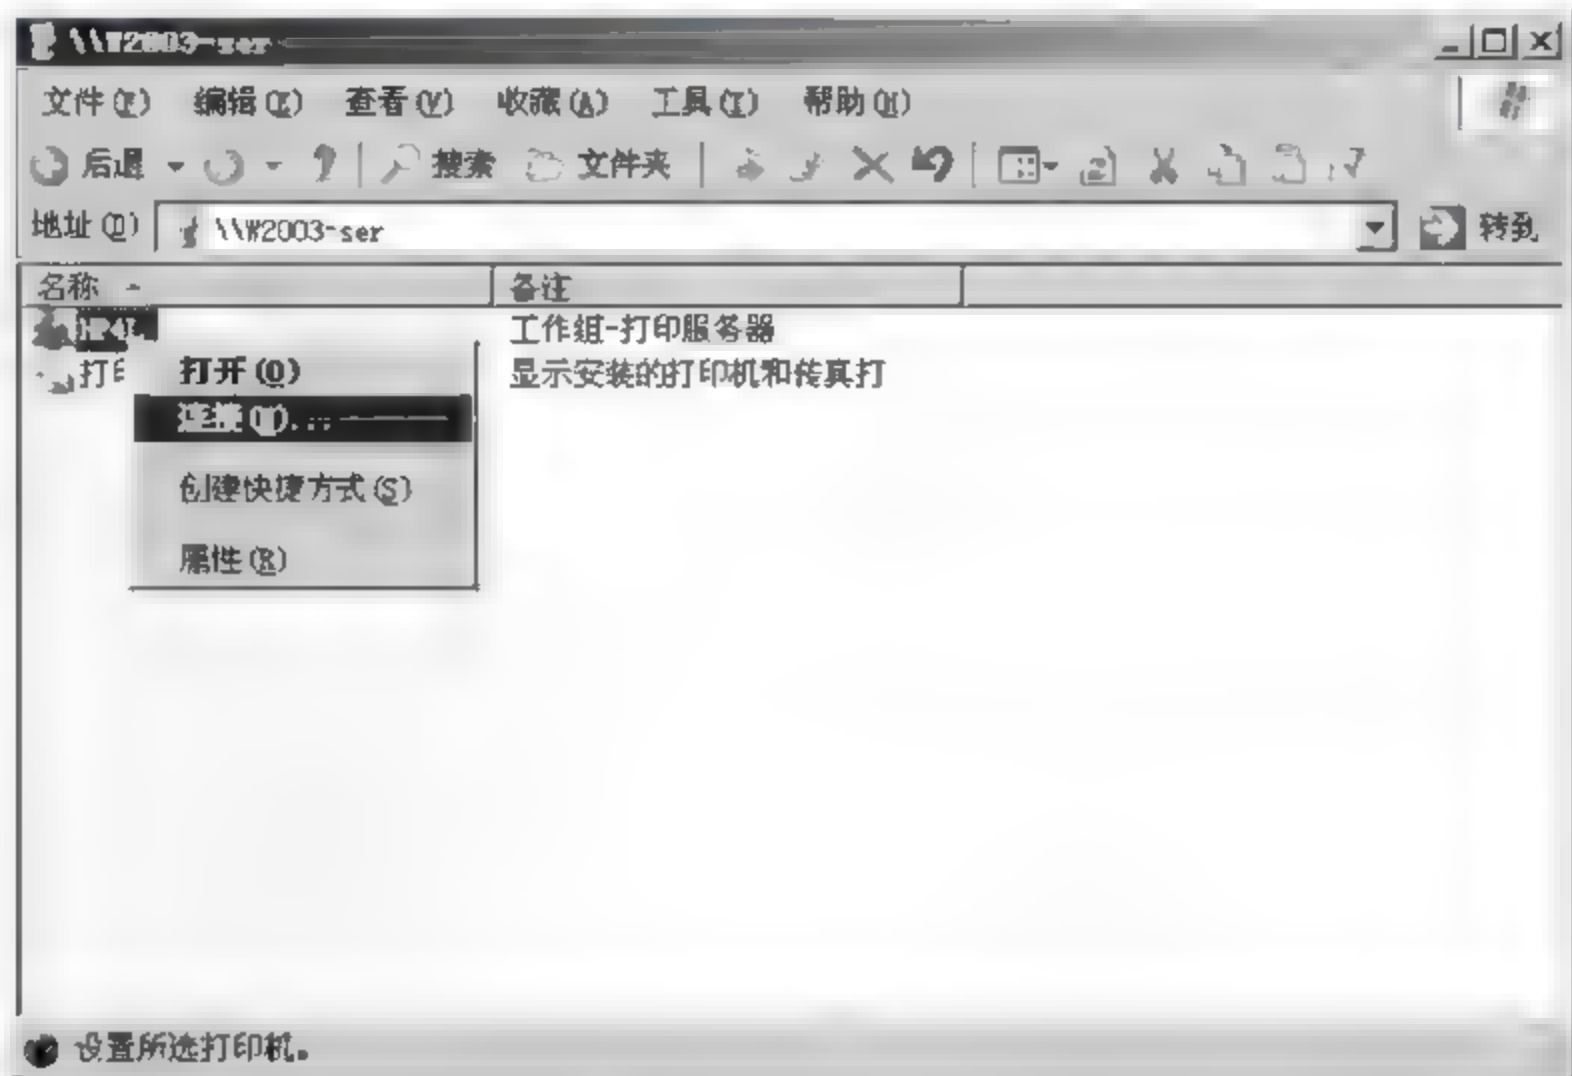 \\W2003-ser
文件(F) 编辑(E) 查看(V) 收藏(A) 工具(T) 帮助(H)
后退 搜索 文件夹
地址(D) \\W2003-ser 转到
名称 备注
HP4L 工作组-打印服务器
打印 显示安装的打印机和传真打
打开(O)
连接(N)...
创建快捷方式(S)
属性(R)
设置所选打印机。